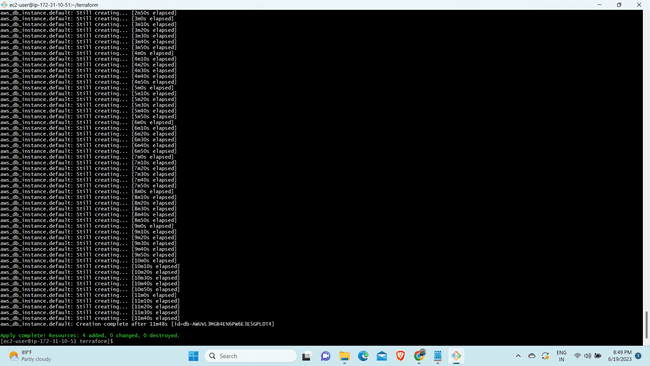 ec2-user@ip-172-31-10-51:~/terraform
aws_db_instance.default: Still creating... [2m50s elapsed]
aws_db_instance.default: Still creating... [3m0s elapsed]
aws_db_instance.default: Still creating... [3m10s elapsed]
aws_db_instance.default: Still creating... [3m20s elapsed]
aws_db_instance.default: Still creating... [3m30s elapsed]
aws_db_instance.default: Still creating... [3m40s elapsed]
aws_db_instance.default: Still creating... [3m50s elapsed]
aws_db_instance.default: Still creating... [4m0s elapsed]
aws_db_instance.default: Still creating... [4m10s elapsed]
aws_db_instance.default: Still creating... [4m20s elapsed]
aws_db_instance.default: Still creating... [4m30s elapsed]
aws_db_instance.default: Still creating... [4m40s elapsed]
aws_db_instance.default: Still creating... [4m50s elapsed]
aws_db_instance.default: Still creating... [5m0s elapsed]
aws_db_instance.default: Still creating... [5m10s elapsed]
aws_db_instance.default: Still creating... [5m20s elapsed]
aws_db_instance.default: Still creating... [5m30s elapsed]
aws_db_instance.default: Still creating... [5m40s elapsed]
aws_db_instance.default: Still creating... [5m50s elapsed]
aws_db_instance.default: Still creating... [6m0s elapsed]
aws_db_instance.default: Still creating... [6m10s elapsed]
aws_db_instance.default: Still creating... [6m20s elapsed]
aws_db_instance.default: Still creating... [6m30s elapsed]
aws_db_instance.default: Still creating... [6m40s elapsed]
aws_db_instance.default: Still creating... [6m50s elapsed]
aws_db_instance.default: Still creating... [7m0s elapsed]
aws_db_instance.default: Still creating... [7m10s elapsed]
aws_db_instance.default: Still creating... [7m20s elapsed]
aws_db_instance.default: Still creating... [7m30s elapsed]
aws_db_instance.default: Still creating... [7m40s elapsed]
aws_db_instance.default: Still creating... [7m50s elapsed]
aws_db_instance.default: Still creating... [8m0s elapsed]
aws_db_instance.default: Still creating... [8m10s elapsed]
aws_db_instance.default: Still creating... [8m20s elapsed]
aws_db_instance.default: Still creating... [8m30s elapsed]
aws_db_instance.default: Still creating... [8m40s elapsed]
aws_db_instance.default: Still creating... [8m50s elapsed]
aws_db_instance.default: Still creating... [9m0s elapsed]
aws_db_instance.default: Still creating... [9m10s elapsed]
aws_db_instance.default: Still creating... [9m20s elapsed]
aws_db_instance.default: Still creating... [9m30s elapsed]
aws_db_instance.default: Still creating... [9m40s elapsed]
aws_db_instance.default: Still creating... [9m50s elapsed]
aws_db_instance.default: Still creating... [10m0s elapsed]
aws_db_instance.default: Still creating... [10m10s elapsed]
aws_db_instance.default: Still creating... [10m20s elapsed]
aws_db_instance.default: Still creating... [10m30s elapsed]
aws_db_instance.default: Still creating... [10m40s elapsed]
aws_db_instance.default: Still creating... [10m50s elapsed]
aws_db_instance.default: Still creating... [11m0s elapsed]
aws_db_instance.default: Still creating... [11m10s elapsed]
aws_db_instance.default: Still creating... [11m20s elapsed]
aws_db_instance.default: Still creating... [11m30s elapsed]
aws_db_instance.default: Still creating... [11m40s elapsed]
aws_db_instance.default: Creation complete after 11m48s
Apply complete! Resources: 4 added, 0 changed, 0 destroyed.
[ec2-user@ip-172-31-10-51 terraform]$
89°F
Partly cloudy
Search
ENG
IN
8:49 PM
6/19/2023